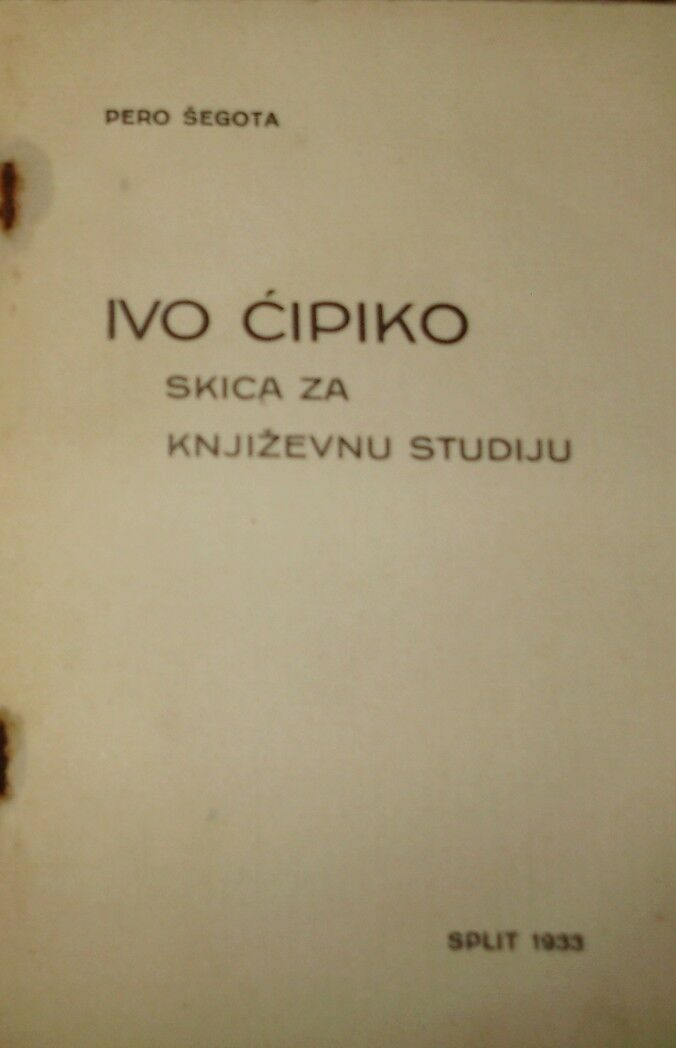 PERO ŠEGOTA
IVO ĆIPIKO
SKICA ZA
KNJIŽEVNU STUDIJU
SPLIT 1933